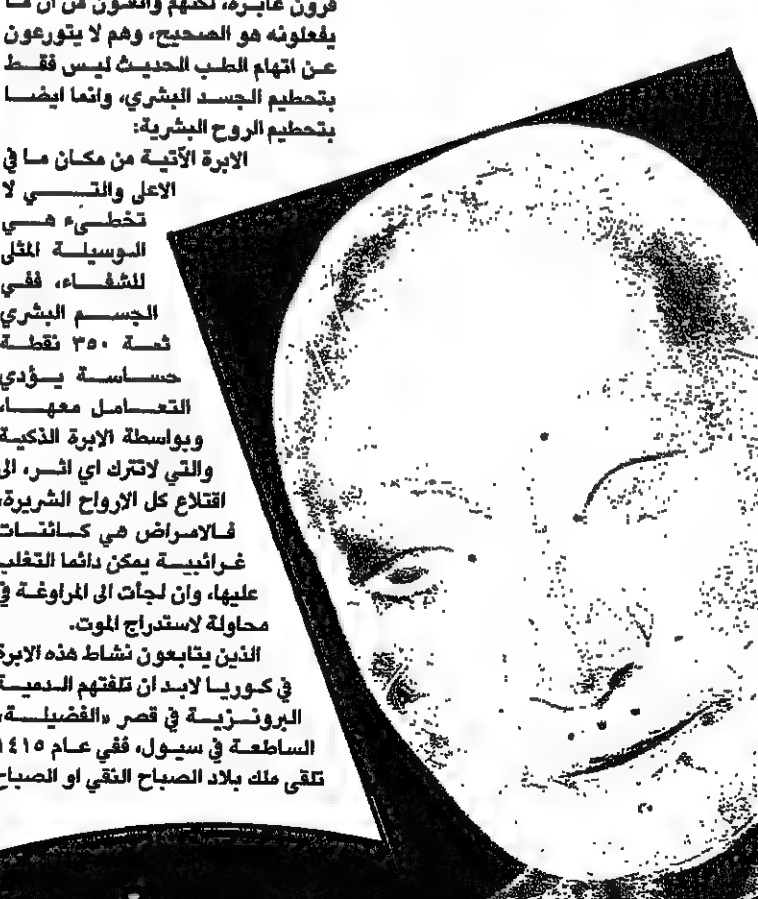 قرون غابرة، لكنهم واثقون من ان ما
يفعلونه هو الصحيح، وهم لا يتورعون
عن اتهام الطب الحديث ليس فقط
بتحطيم الجسد البشري، وانما ايضا
بتحطيم الروح البشرية:
الابرة الآتية من مكان ما في
الاعلى والتي لا
تخطىء هي
الوسيلة المثلى
للشفاء، ففي
الجسم البشري
ثمة ٣٥٠ نقطة
حساسة يؤدي
التعامل معها،
وبواسطة الابرة الذكية
والتي لاتترك اي اثر، الى
اقتلاع كل الارواح الشريرة،
فالامراض هي كائنات
غرائبية يمكن دائما التغلب
عليها، وان لجأت الى المراوغة في
محاولة لاستدراج الموت.
الذين يتابعون نشاط هذه الابرة
في كوريا لابد ان تلفتهم الدمية
البرونزية في قصر «الفضيلة»
الساطعة في سيول، ففي عام ١٤١٥
تلقى ملك بلاد الصباح النقي او الصباح